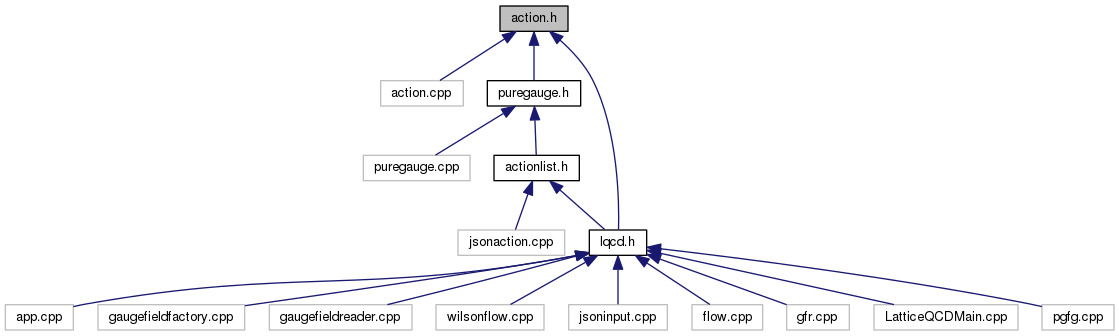 action.h
action.cpp
puregauge.h
puregauge.cpp
actionlist.h
jsonaction.cpp
lqcd.h
app.cpp
gaugefieldfactory.cpp
gaugefieldreader.cpp
wilsonflow.cpp
jsoninput.cpp
flow.cpp
gfr.cpp
LatticeQCDMain.cpp
pgfg.cpp